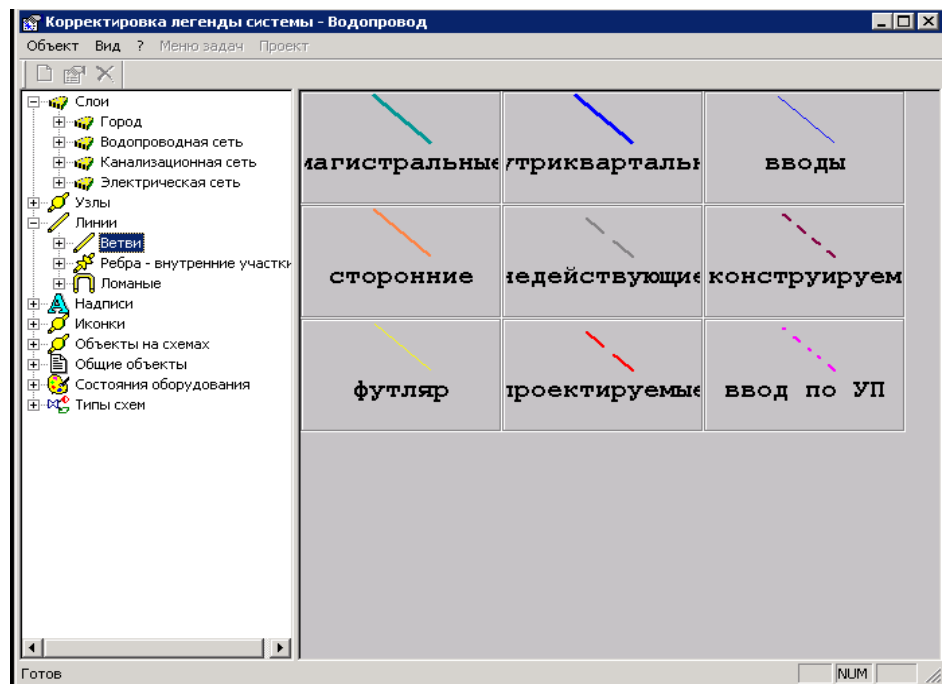 Корректировка легенды системы - Водопровод
Объект Вид ? Меню задач Проект
Слои
Город
Водопроводная сеть
Канализационная сеть
Электрическая сеть
Узлы
Линии
Ветви
Ребра - внутренние участки
Ломаные
Надписи
Иконки
Объекты на схемах
Общие объекты
Состояния оборудования
Типы схем
магистральные утриквартальн вводы
сторонние недействующие конструируем
футляр проектируемые ввод по УП
Готов NUM